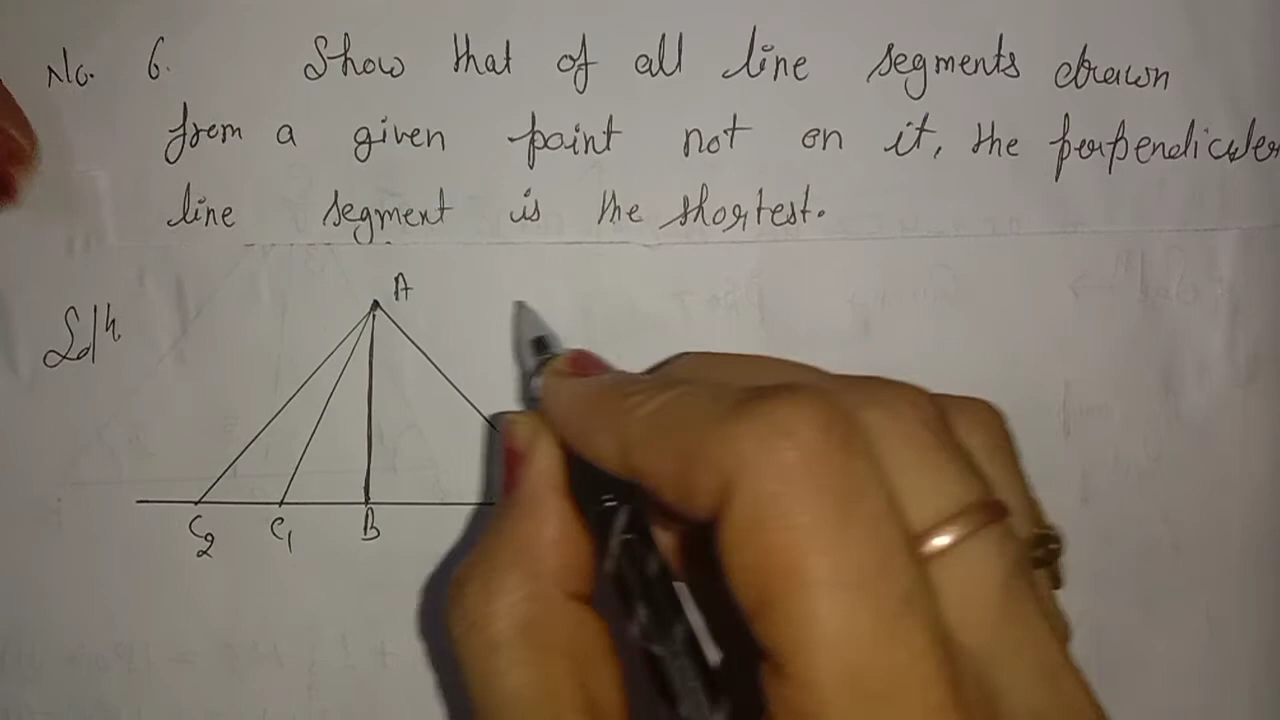 No. 6. Show that of all line segments drawn
from a given point not on it, the perpendicular
line segment is the shortest.
Solⁿ
A
C₂ C₁ B